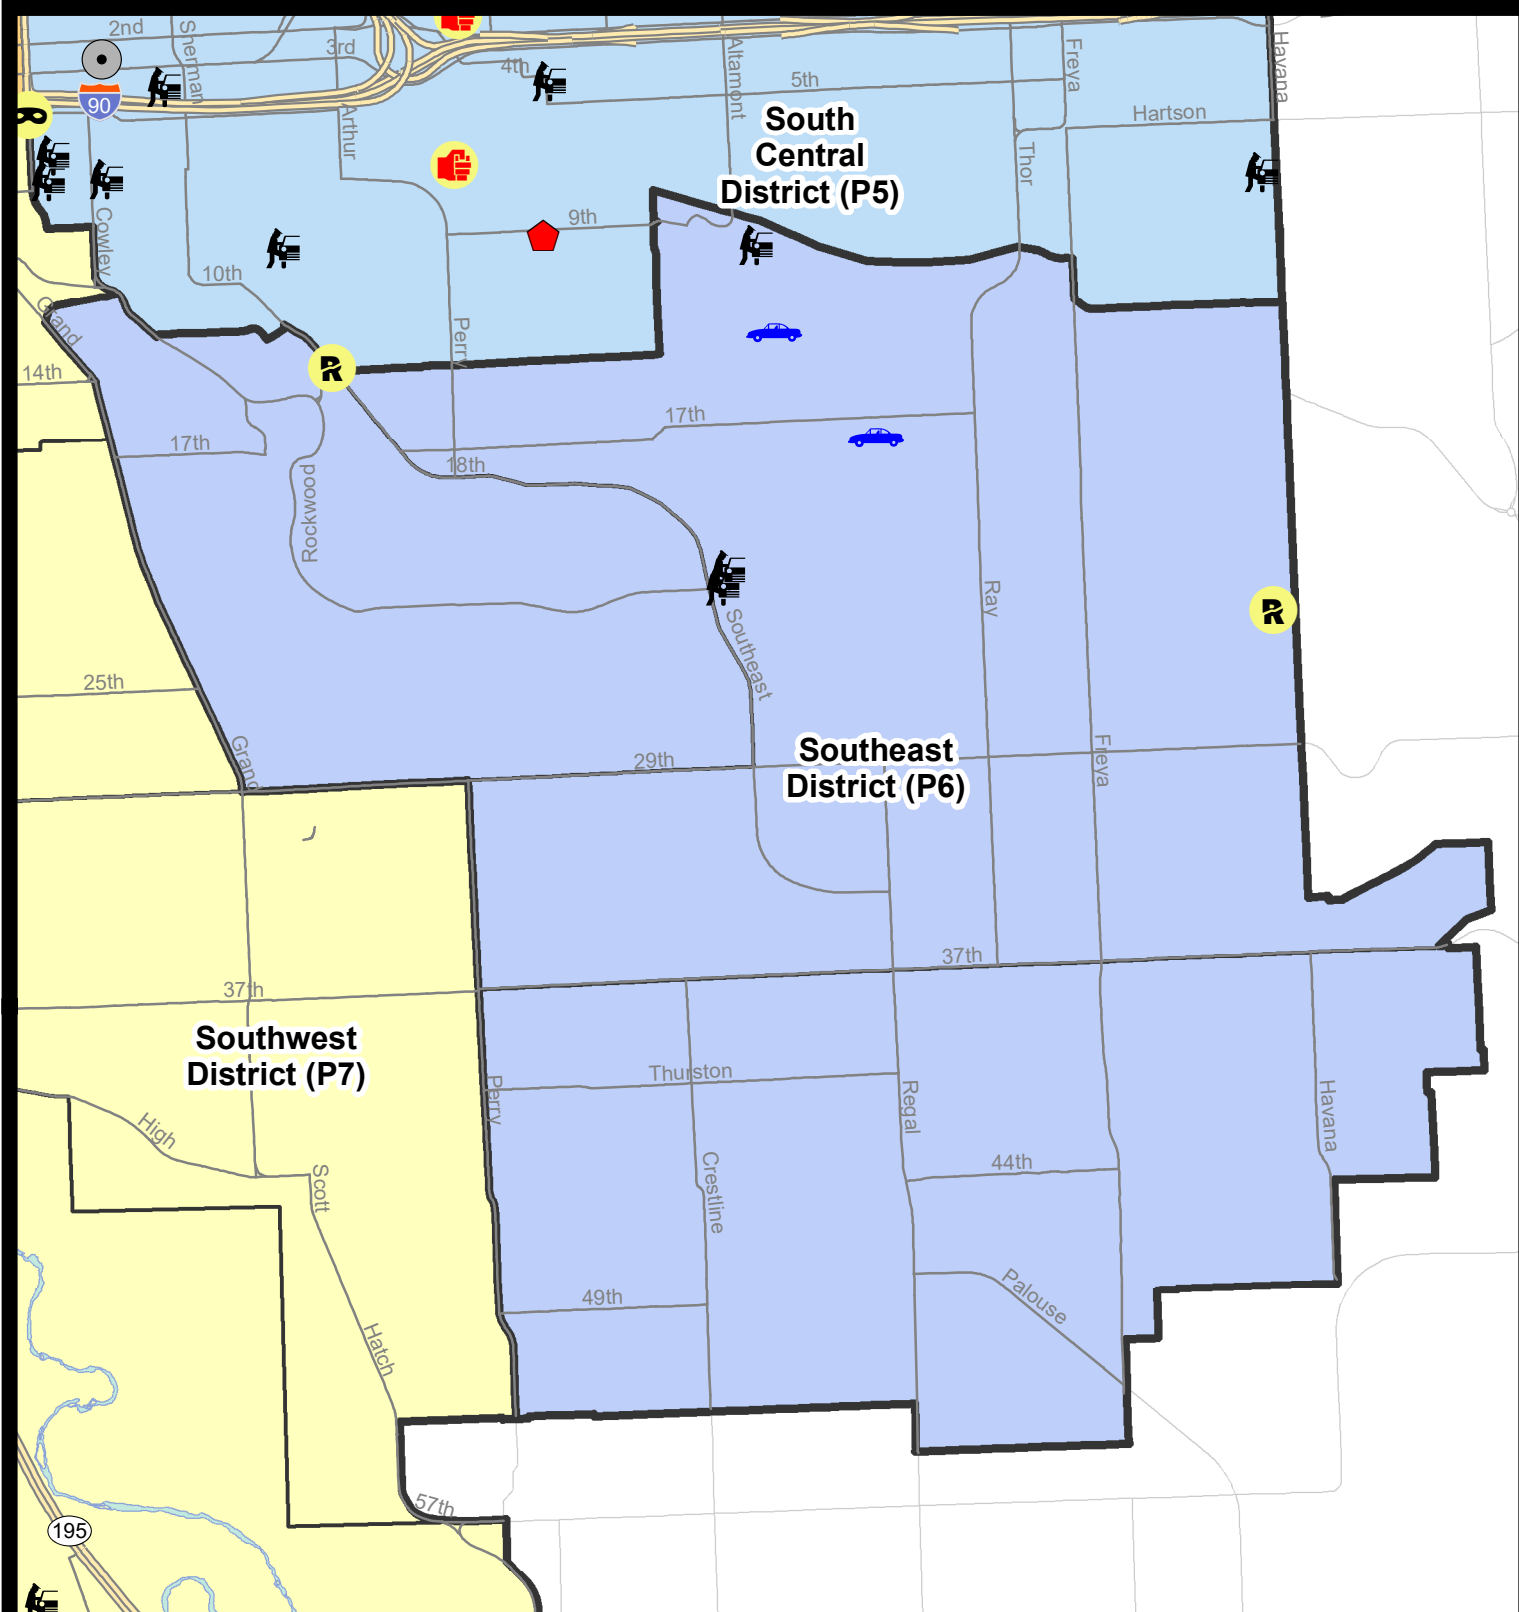 2nd
Sherman
3rd
4th
Altamont
5th
Freya
Havana
90
Arthur
Hartson
South
Central
District (P5)
Thor
Cowley
9th
10th
Grand
Perry
R
14th
17th
17th
18th
Rockwood
Ray
R
Southeast
25th
Grand
29th
Southeast
District (P6)
Freya
37th
37th
Southwest
District (P7)
Thurston
Perry
Regal
Havana
High
Scott
Crestline
44th
49th
Palouse
Hatch
57th
195